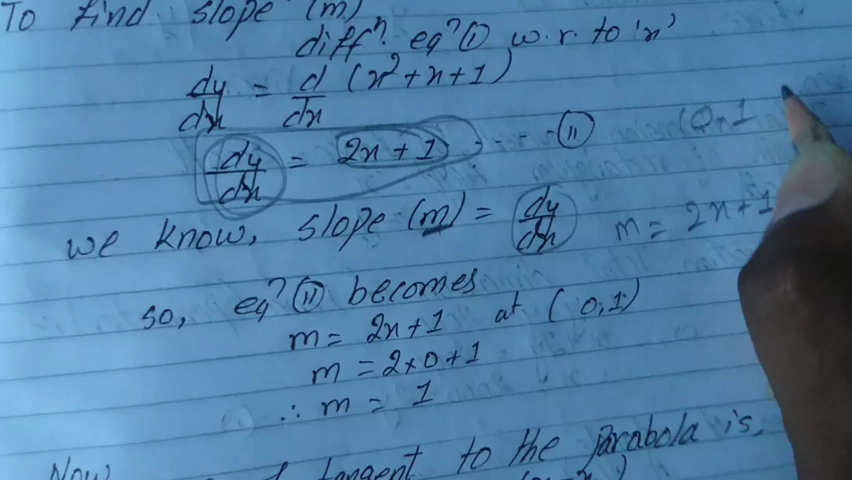 To find slope (m)
diffⁿ. eqⁿ (I) w.r. to 'x'
dy/dx = d/dx (x² + x + 1)
dy/dx = 2x + 1 - - - (II)
(0, 1
we know, slope (m) = dy/dx m = 2x + 1
so, eqⁿ (II) becomes
m = 2x + 1 at (0, 1)
m = 2 × 0 + 1
∴ m = 1
Now tangent to the parabola is,